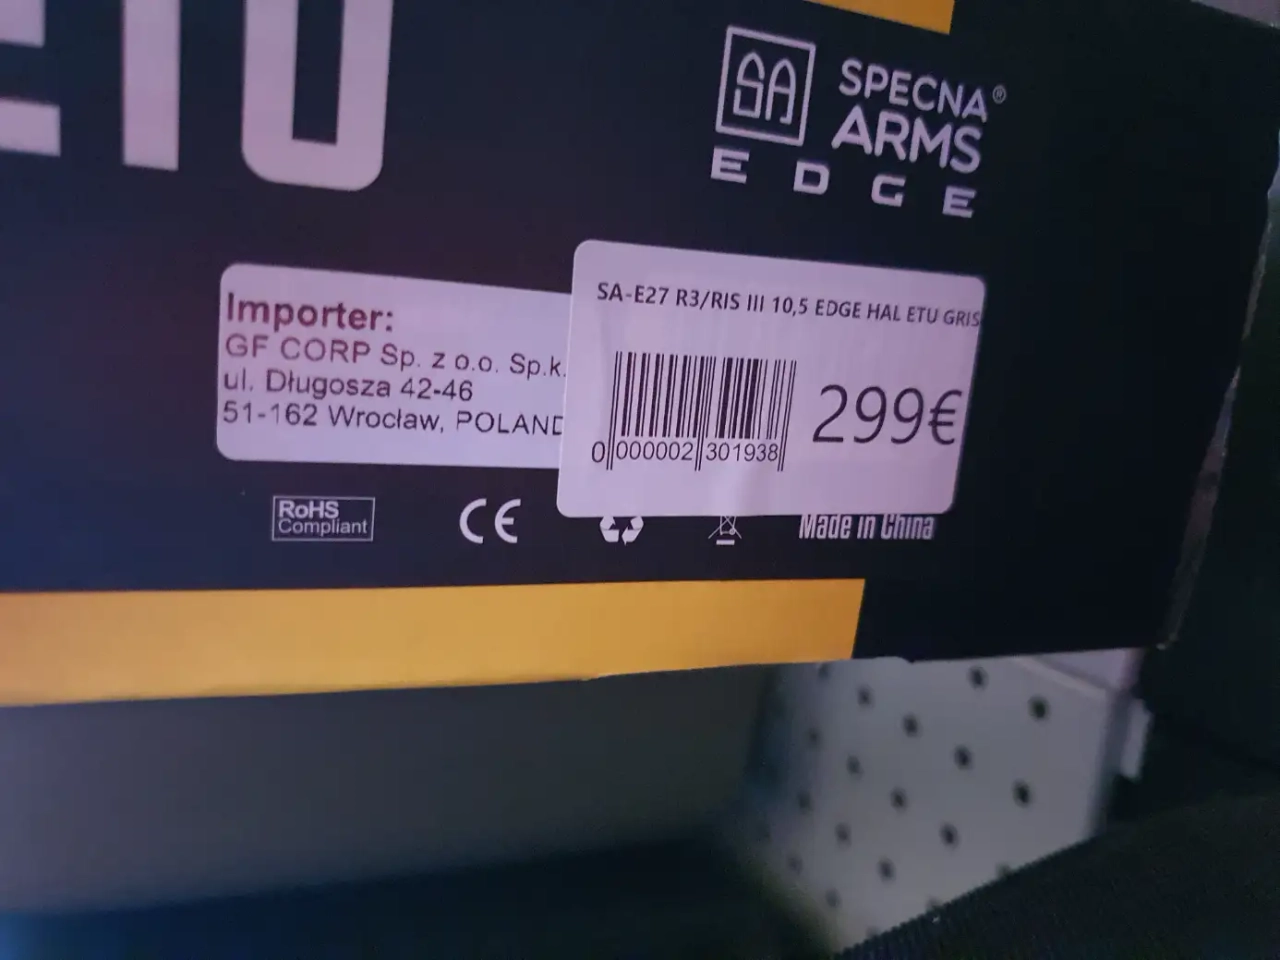 ETU
SA
SPECNA®
ARMS
EDGE
Importer:
GF CORP Sp. z o.o. Sp.k.
ul. Długosza 42-46
51-162 Wrocław, POLAND
SA-E27 R3/RIS III 10,5 EDGE HAL ETU GRIS
299€
0 000002 301938
RoHS
Compliant
CE
Made in China